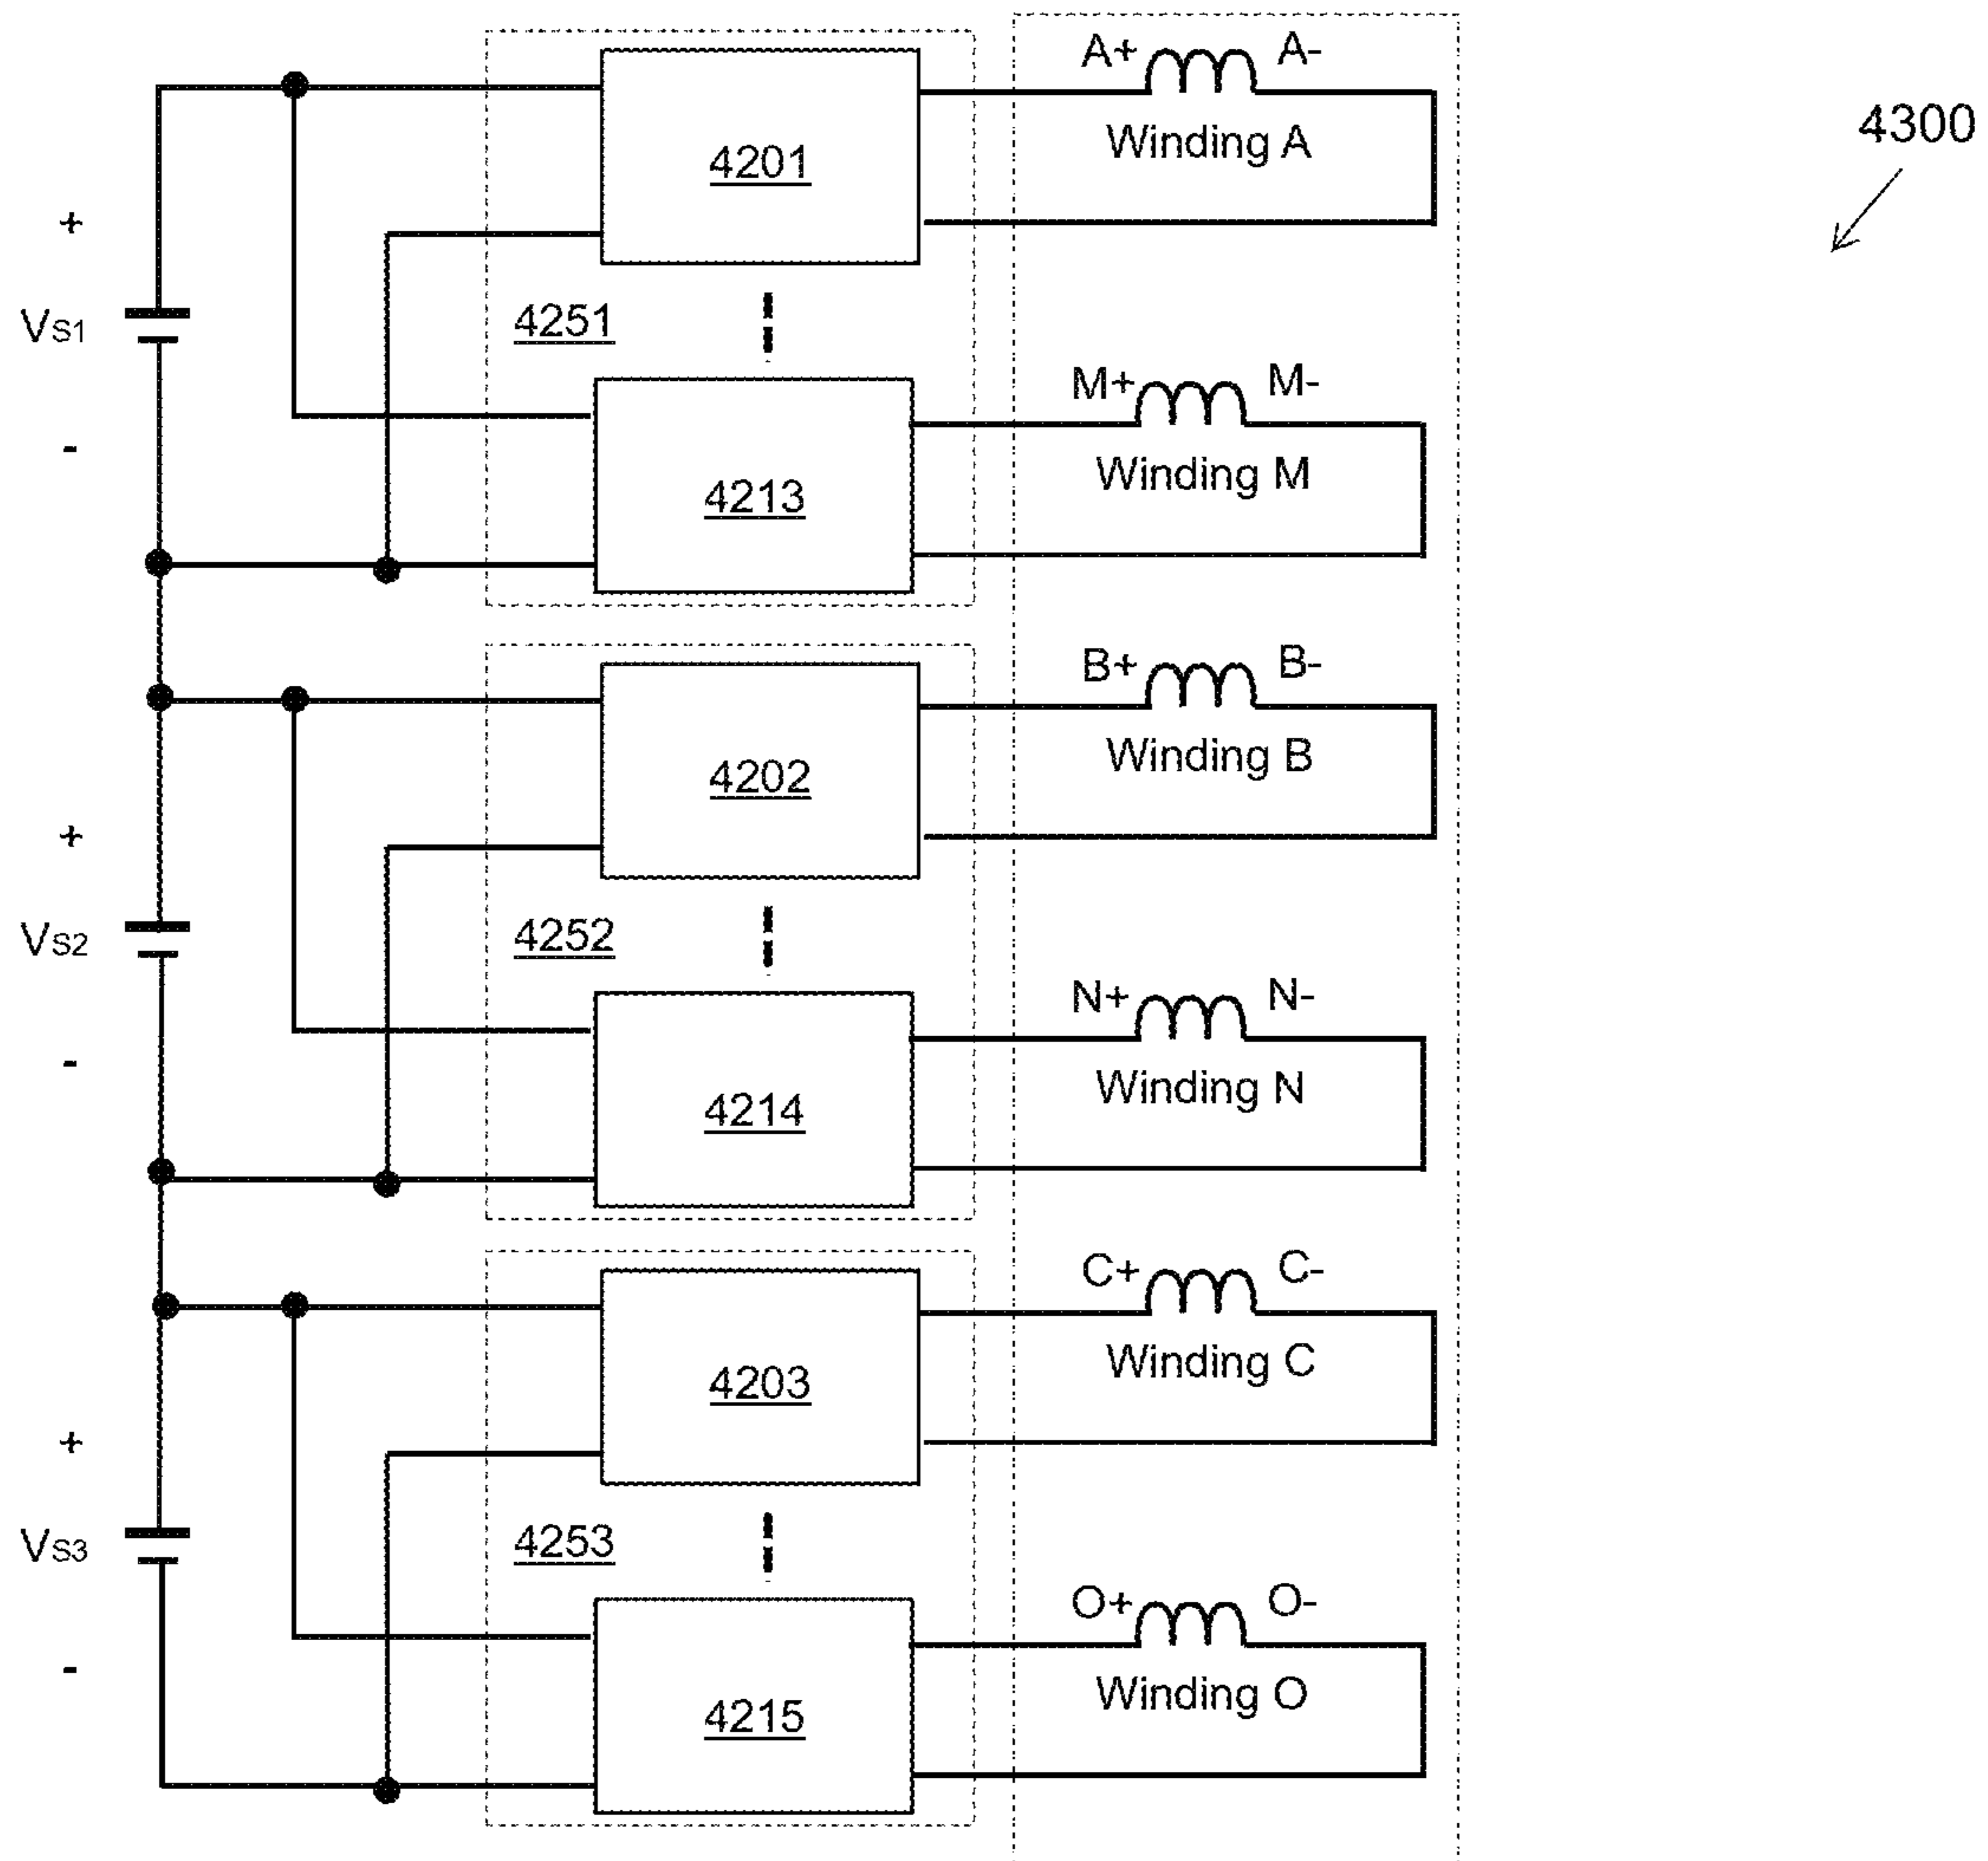 A+ A-
4300
Winding A
4201
+
4251
VS1
M+ M-
Winding M
-
4213
B+ B-
Winding B
4202
+
4252
VS2
N+ N-
Winding N
-
4214
C+ C-
Winding C
4203
+
4253
VS3
O+ O-
Winding O
-
4215